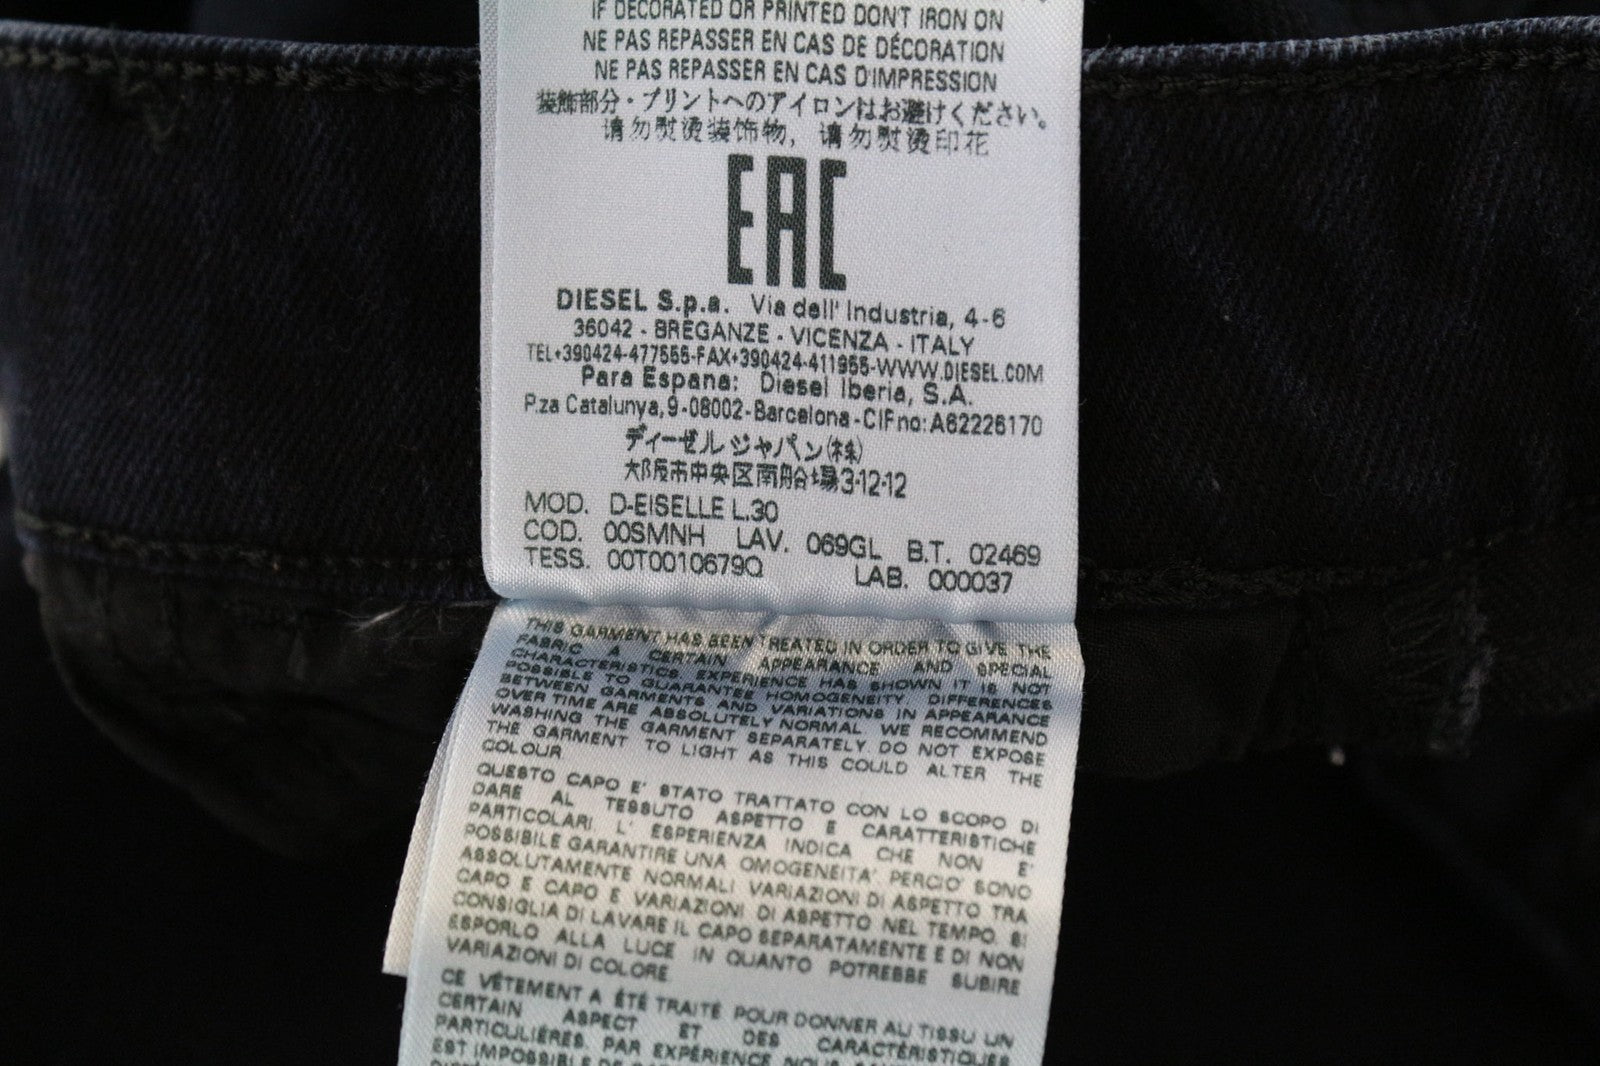 IF DECORATED OR PRINTED DON'T IRON ON
NE PAS REPASSER EN CAS DE DÉCORATION
NE PAS REPASSER EN CAS D'IMPRESSION
装飾部分・プリントへのアイロンはお避けください。
请勿熨烫装饰物, 请勿熨烫印花
EAC
DIESEL S.p.a. Via dell' Industria, 4-6
36042 - BREGANZE - VICENZA - ITALY
TEL+390424-477555-FAX+390424-411955-WWW.DIESEL.COM
Para Espana: Diesel Iberia, S.A.
P.za Catalunya, 9-08002-Barcelona-CIF no: A62226170
ディーゼルジャパン(株)
大阪市中央区南船場3-12-12
MOD. D-EISELLE L.30
COD. 00SMNH LAV. 069GL B.T. 02469
TESS. 00T0010679Q LAB. 000037
THIS GARMENT HAS BEEN TREATED IN ORDER TO GIVE THE
FABRIC A CERTAIN APPEARANCE AND SPECIAL
CHARACTERISTICS. EXPERIENCE HAS SHOWN IT IS NOT
POSSIBLE TO GUARANTEE HOMOGENEITY. DIFFERENCES
BETWEEN GARMENTS AND VARIATIONS IN APPEARANCE
OVER TIME ARE ABSOLUTELY NORMAL. WE RECOMMEND
WASHING THE GARMENT SEPARATELY. DO NOT EXPOSE
THE GARMENT TO LIGHT AS THIS COULD ALTER THE
COLOUR.
QUESTO CAPO E' STATO TRATTATO CON LO SCOPO DI
DARE AL TESSUTO ASPETTO E CARATTERISTICHE
PARTICOLARI. L' ESPERIENZA INDICA CHE NON E'
POSSIBILE GARANTIRE UNA OMOGENEITA' PERCIO' SONO
ASSOLUTAMENTE NORMALI VARIAZIONI DI ASPETTO TRA
CAPO E CAPO E VARIAZIONI DI ASPETTO NEL TEMPO. SI
CONSIGLIA DI LAVARE IL CAPO SEPARATAMENTE E DI NON
ESPORLO ALLA LUCE IN QUANTO POTREBBE SUBIRE
VARIAZIONI DI COLORE
CE VÊTEMENT A ÉTÉ TRAITÉ POUR DONNER AU TISSU UN
CERTAIN ASPECT ET DES CARACTÉRISTIQUES
PARTICULIÈRES. PAR EXPÉRIENCE NOUS
EST IMPOSSIBLE DE